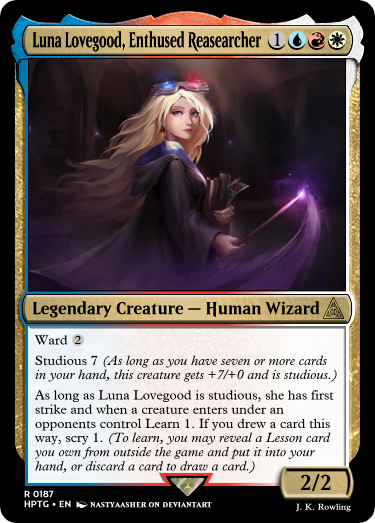 Luna Lovegood, Enthused Reasearcher 1
Legendary Creature — Human Wizard
Ward 2
Studious 7 (As long as you have seven or more cards
in your hand, this creature gets +7/+0 and is studious.)
As long as Luna Lovegood is studious, she has first
strike and when a creature enters under an
opponents control Learn 1. If you drew a card this
way, scry 1. (To learn, you may reveal a Lesson card
you own from outside the game and put it into your
hand, or discard a card to draw a card.)
2/2
R 0187
HPTG • EN NASTYAASHER ON DEVIANTART
J. K. Rowling